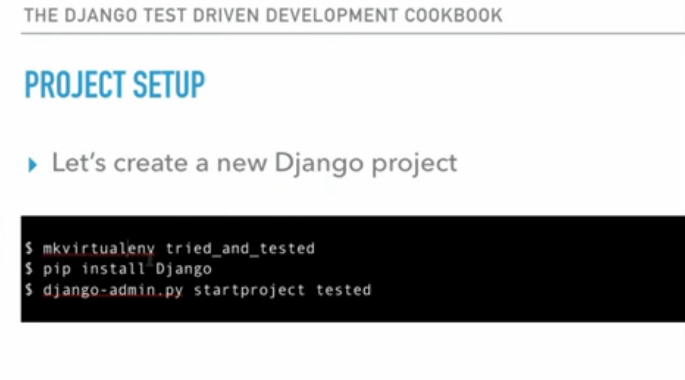 THE DJANGO TEST DRIVEN DEVELOPMENT COOKBOOK
PROJECT SETUP
Let's create a new Django project
$ mkvirtualenv tried_and_tested
$ pip install Django
$ django-admin.py startproject tested